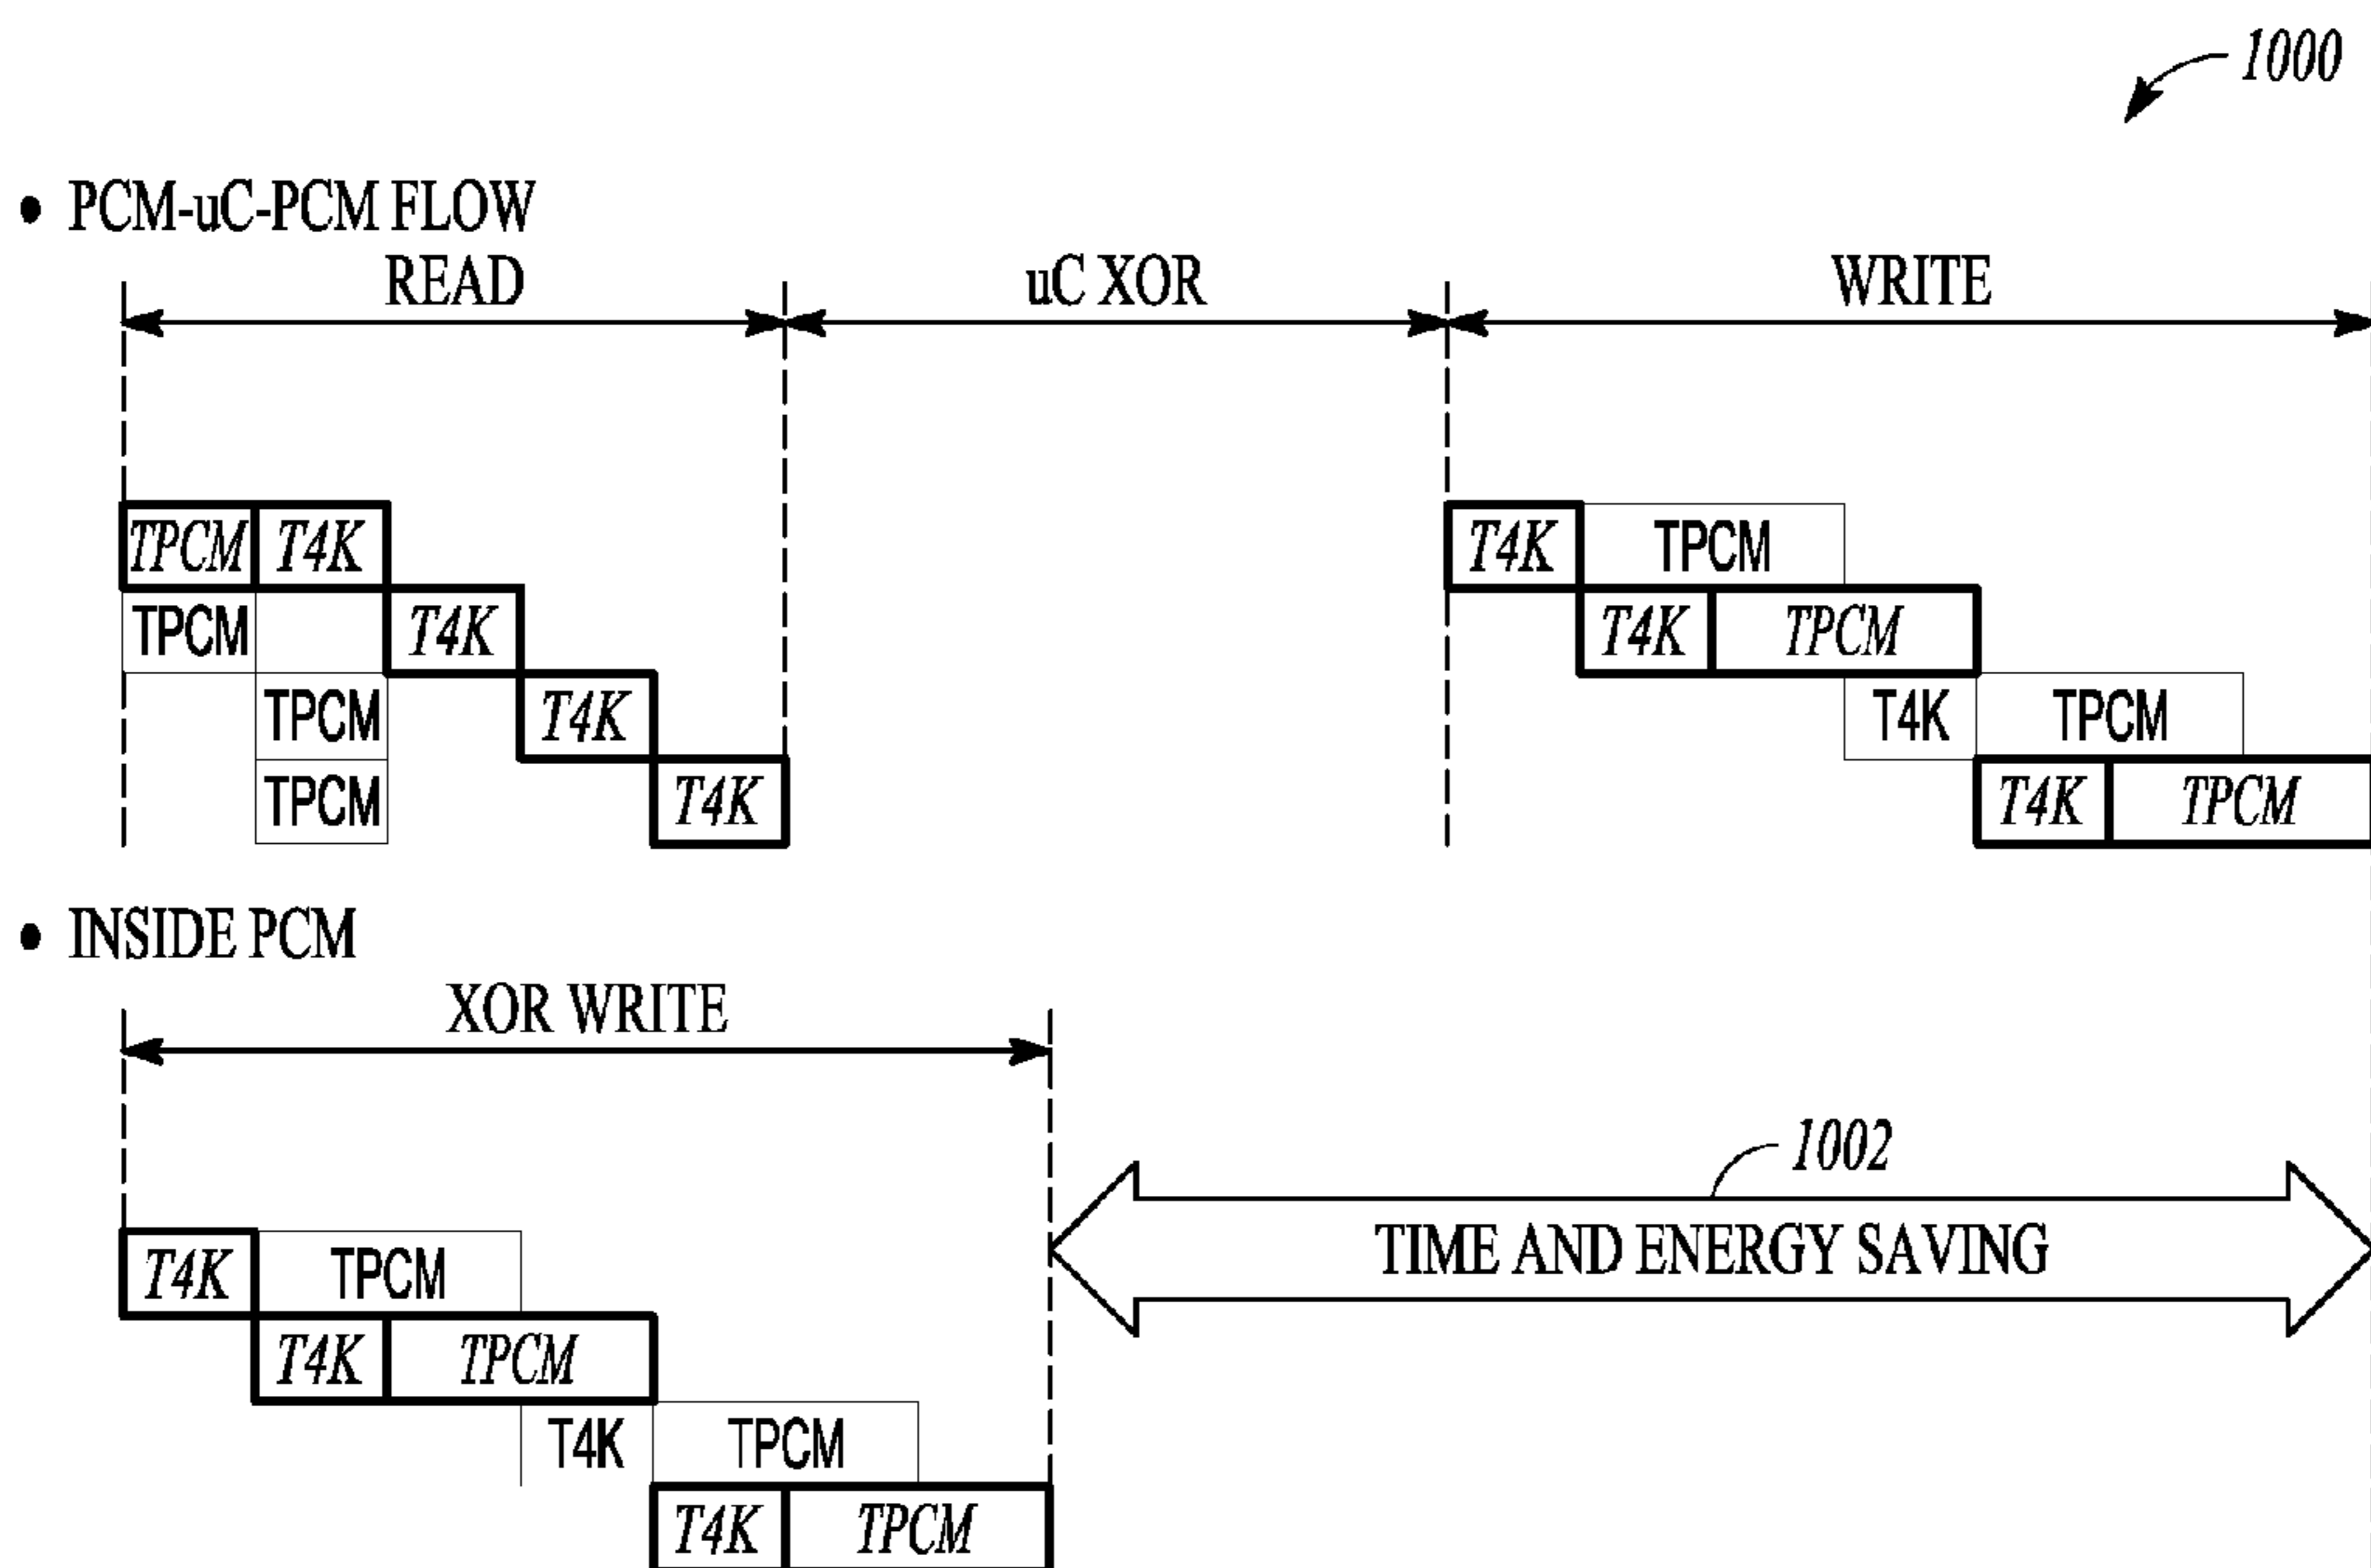 1000
• PCM-uC-PCM FLOW
READ uC XOR WRITE
TPCM T4K T4K TPCM
TPCM T4K T4K TPCM
TPCM T4K T4K TPCM
TPCM T4K T4K TPCM
• INSIDE PCM
XOR WRITE
1002
T4K TPCM TIME AND ENERGY SAVING
T4K TPCM
T4K TPCM
T4K TPCM